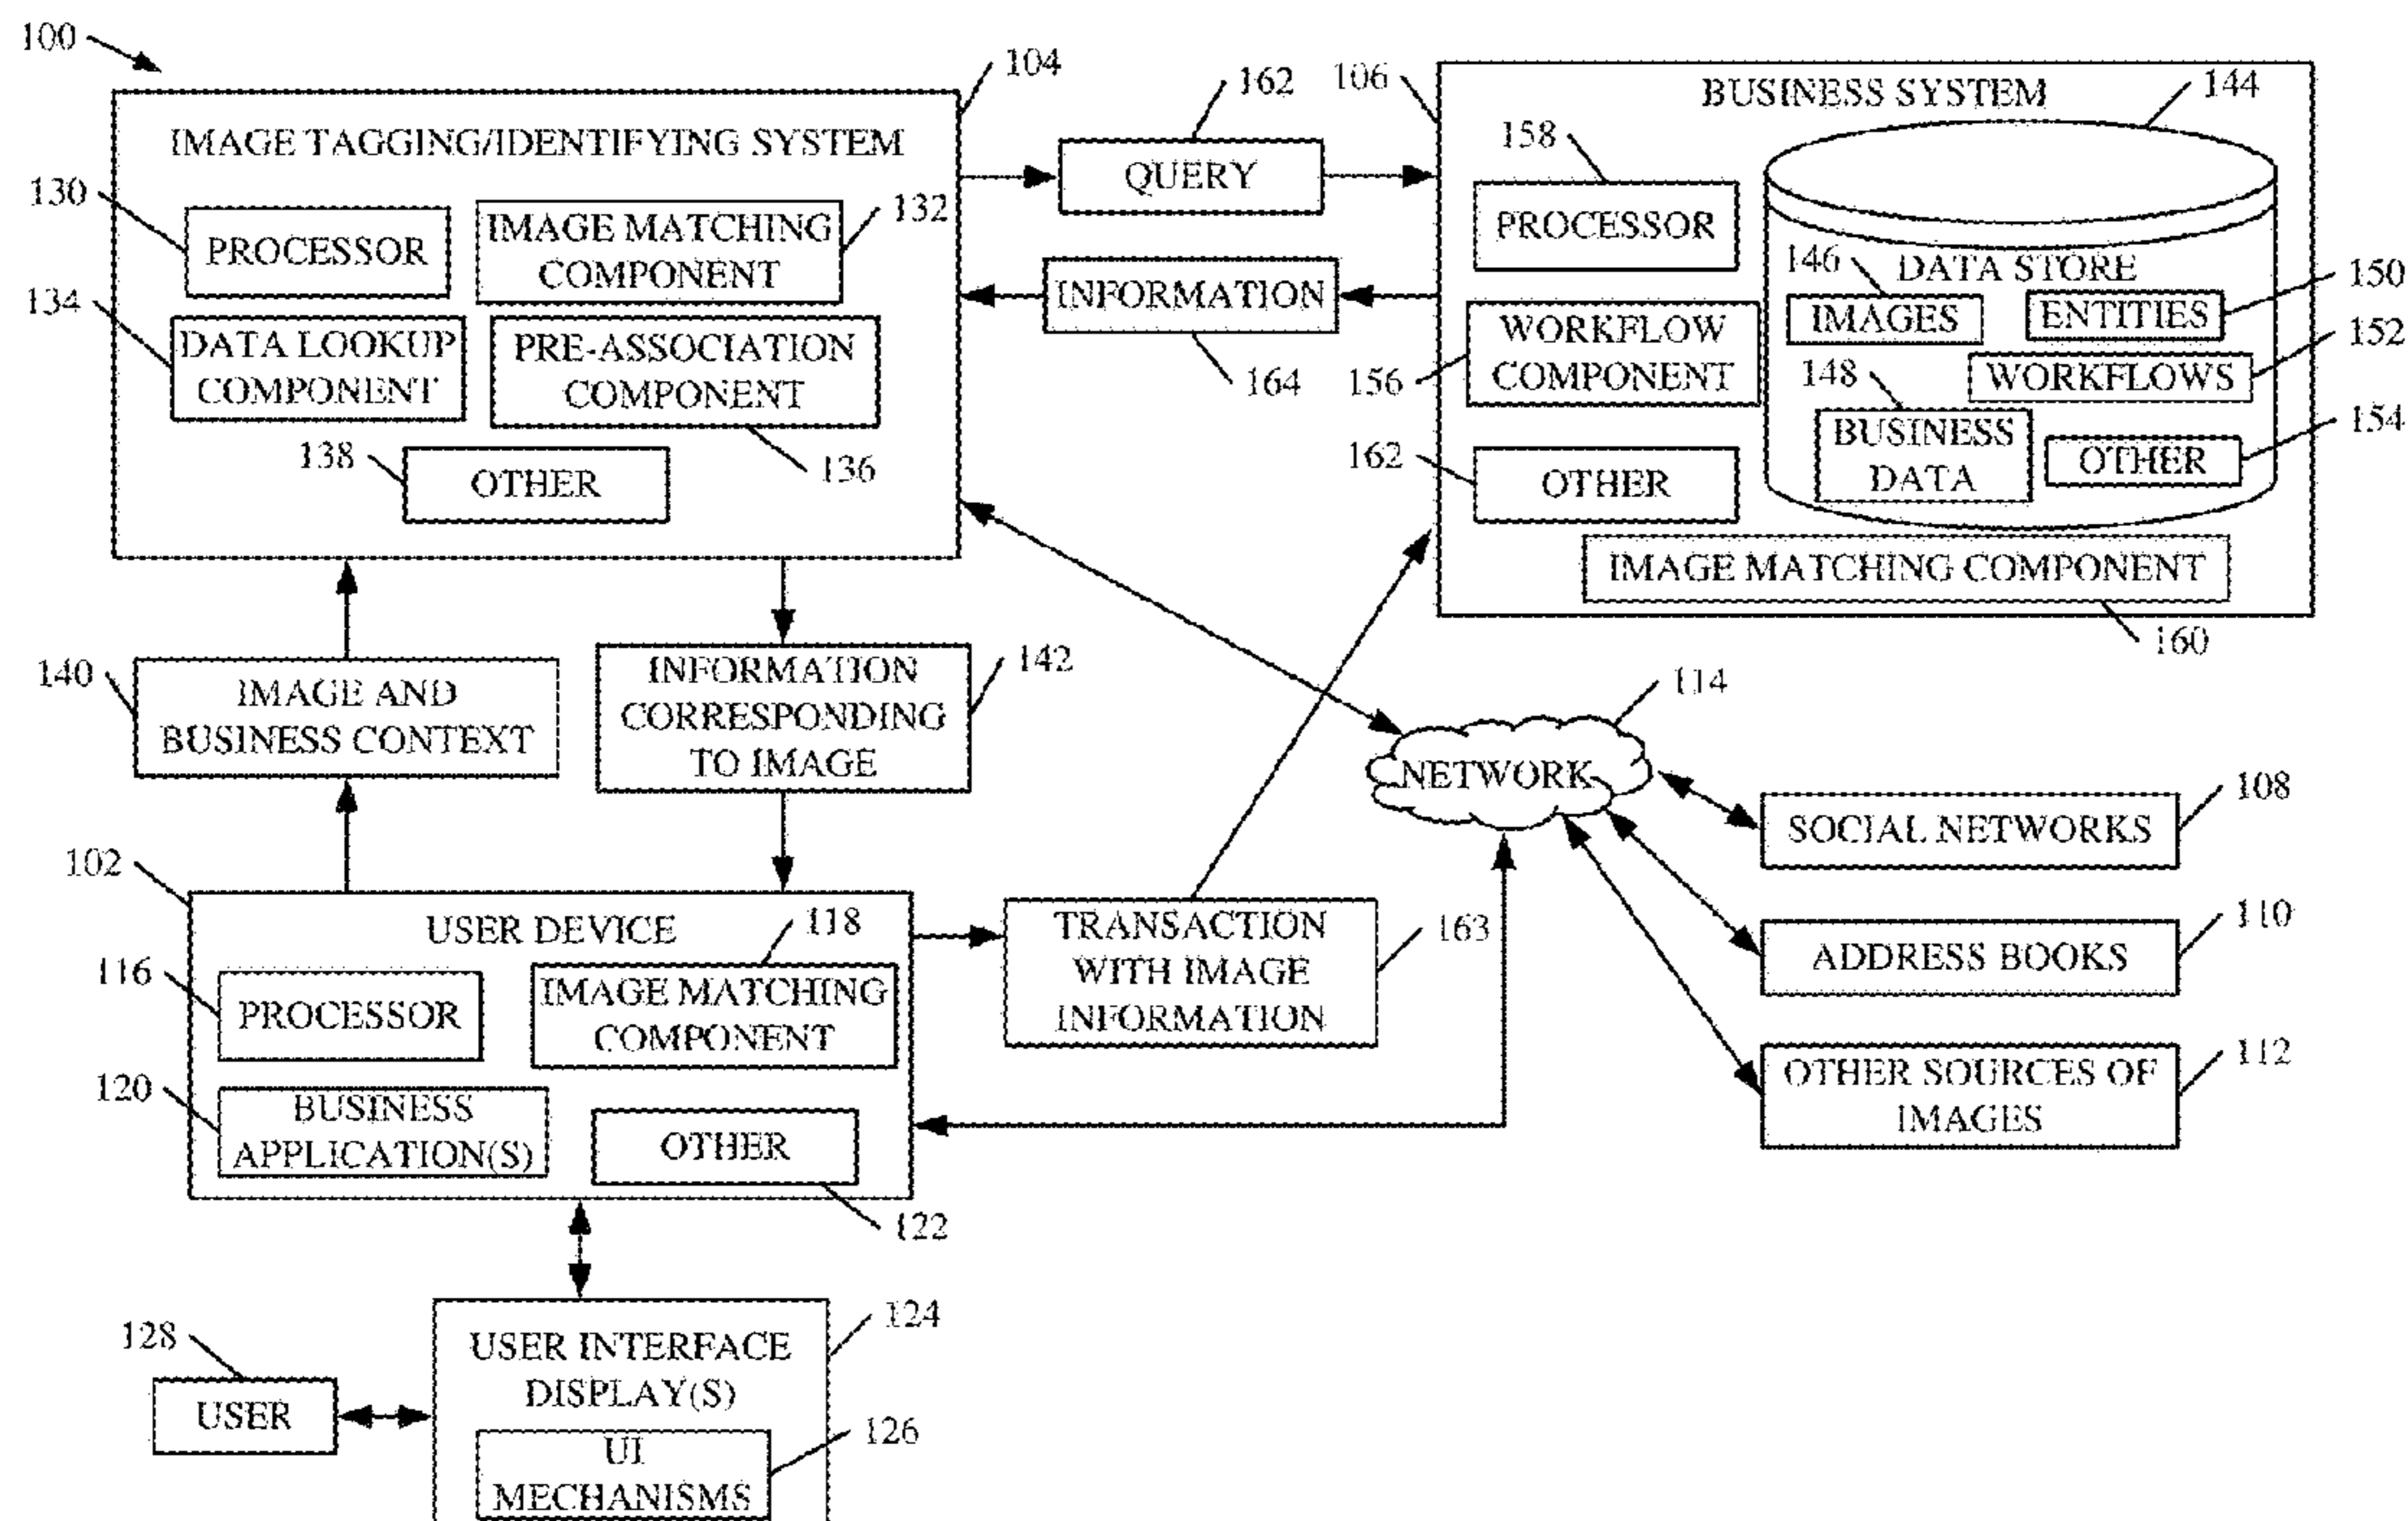 100
104
IMAGE TAGGING/IDENTIFYING SYSTEM
130
PROCESSOR
IMAGE MATCHING
COMPONENT
132
134
DATA LOOKUP
COMPONENT
PRE-ASSOCIATION
COMPONENT
136
138
OTHER
162
QUERY
INFORMATION
164
106
BUSINESS SYSTEM
144
158
PROCESSOR
146
DATA STORE
150
IMAGES
ENTITIES
152
WORKFLOW
COMPONENT
156
148
WORKFLOWS
BUSINESS
DATA
154
OTHER
162
OTHER
IMAGE MATCHING COMPONENT
160
140
IMAGE AND
BUSINESS CONTEXT
INFORMATION
CORRESPONDING
TO IMAGE
142
114
NETWORK
108
SOCIAL NETWORKS
110
ADDRESS BOOKS
112
OTHER SOURCES OF
IMAGES
102
USER DEVICE
118
116
PROCESSOR
IMAGE MATCHING
COMPONENT
120
BUSINESS
APPLICATION(S)
OTHER
122
TRANSACTION
WITH IMAGE
INFORMATION
163
124
USER INTERFACE
DISPLAY(S)
128
USER
UI
MECHANISMS
126